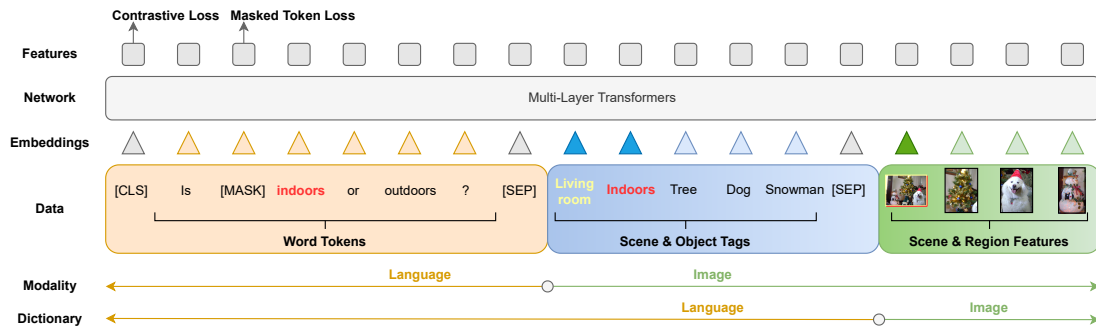 Contrastive Loss Masked Token Loss
Features
Network Multi-Layer Transformers
Embeddings
Data [CLS] Is [MASK] indoors or outdoors ? [SEP] Living room Indoors Tree Dog Snowman [SEP]
Word Tokens Scene & Object Tags Scene & Region Features
Language Image
Modality
Language Image
Dictionary